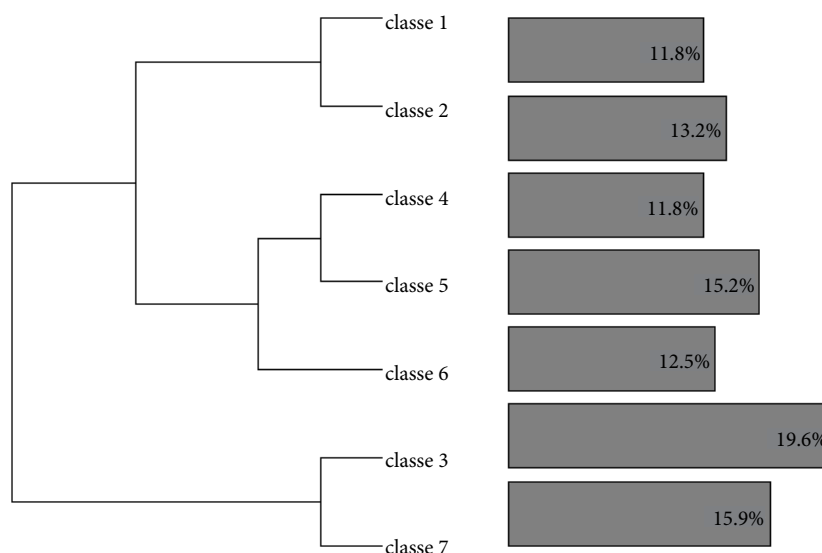 classe 1
11.8%
classe 2
13.2%
classe 4
11.8%
classe 5
15.2%
classe 6
12.5%
classe 3
19.6%
classe 7
15.9%